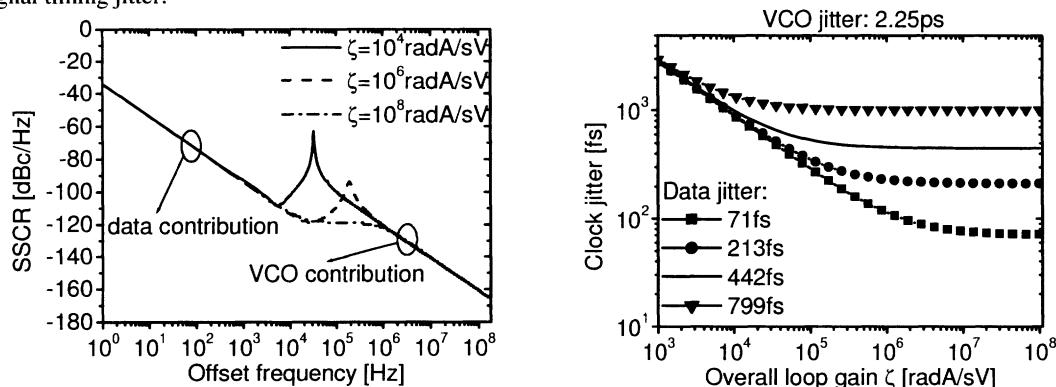 gnal timing jitter.
0
-20
-40
-60
-80
-100
-120
-140
-160
-180
SSCR [dBc/Hz]
ζ=10⁴radA/sV
ζ=10⁶radA/sV
ζ=10⁸radA/sV
data contribution
VCO contribution
10⁰ 10¹ 10² 10³ 10⁴ 10⁵ 10⁶ 10⁷ 10⁸
Offset frequency [Hz]
VCO jitter: 2.25ps
Clock jitter [fs]
10³
10²
10¹
Data jitter:
71fs
213fs
442fs
799fs
10³ 10⁴ 10⁵ 10⁶ 10⁷ 10⁸
Overall loop gain ζ [radA/sV]